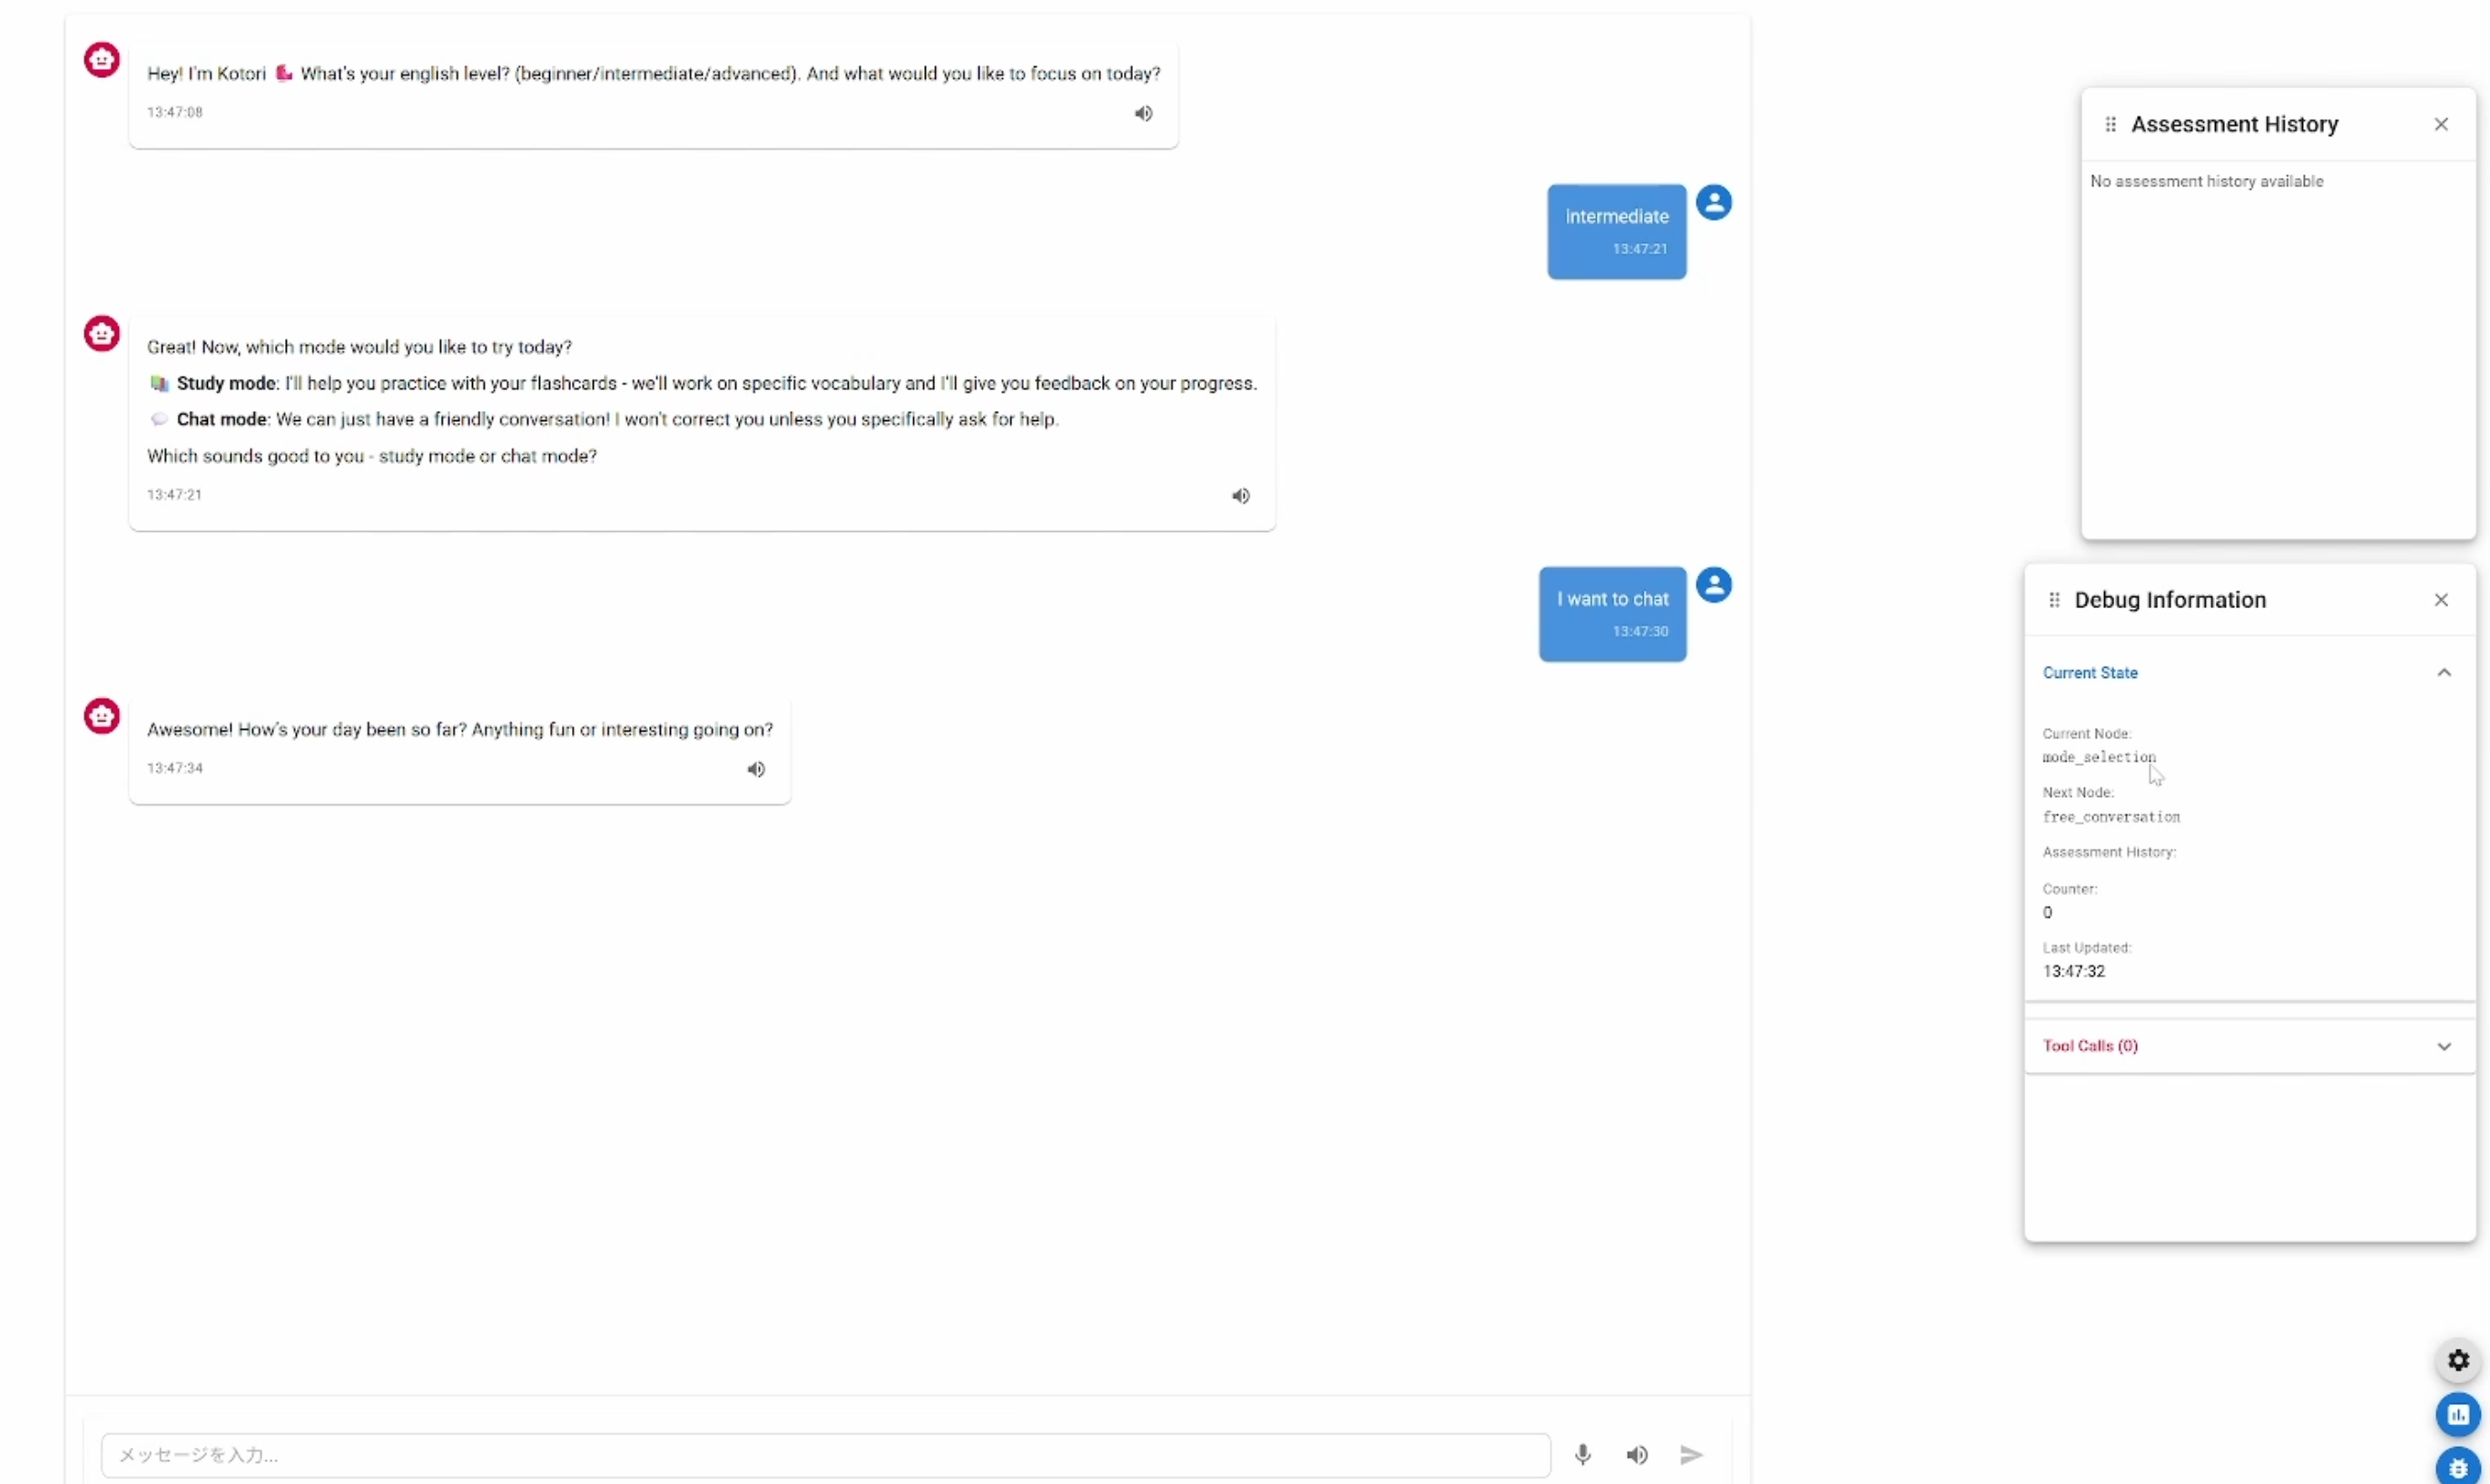 Hey! I'm Kotori What's your english level? (beginner/intermediate/advanced). And what would you like to focus on today?
13:47:08
intermediate
13:47:21
Great! Now, which mode would you like to try today?
Study mode: I'll help you practice with your flashcards - we'll work on specific vocabulary and I'll give you feedback on your progress.
Chat mode: We can just have a friendly conversation! I won't correct you unless you specifically ask for help.
Which sounds good to you - study mode or chat mode?
13:47:21
I want to chat
13:47:30
Awesome! How's your day been so far? Anything fun or interesting going on?
13:47:34
メッセージを入力...
Assessment History
No assessment history available
Debug Information
Current State
Current Node:
mode_selection
Next Node:
free_conversation
Assessment History:
Counter:
0
Last Updated:
13:47:32
Tool Calls (0)